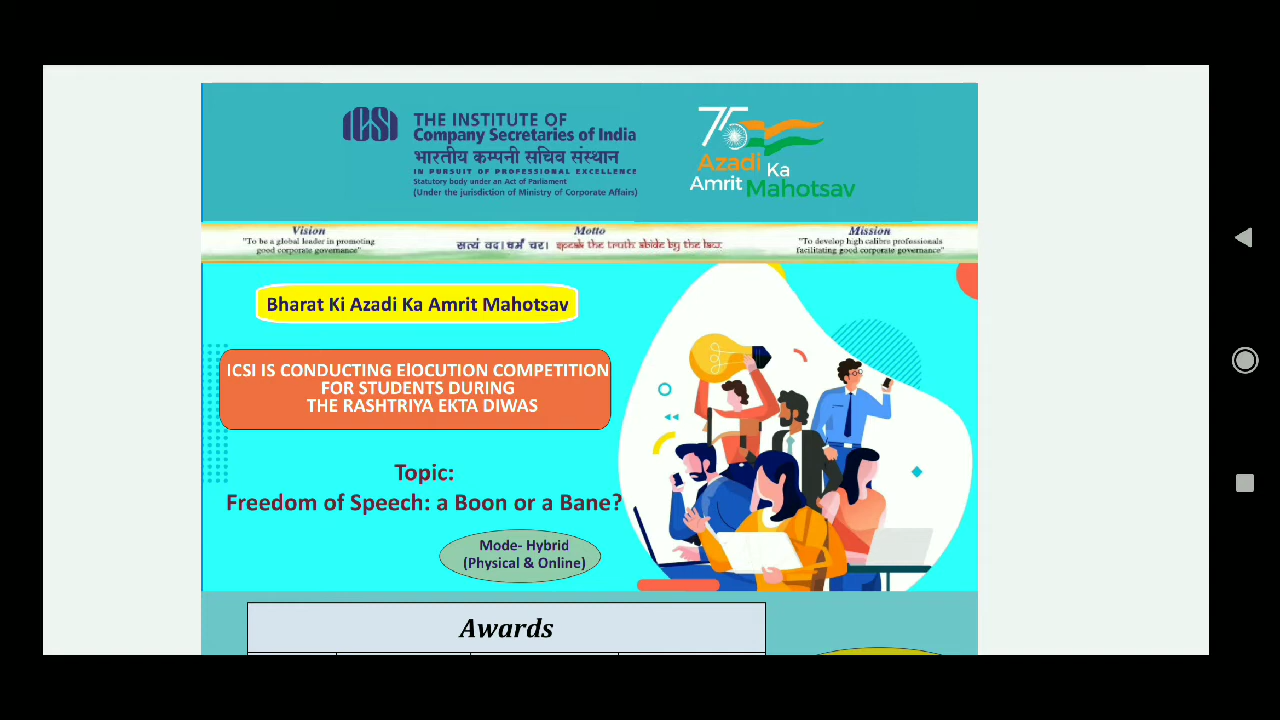 ICSI
THE INSTITUTE OF
Company Secretaries of India
भारतीय कम्पनी सचिव संस्थान
IN PURSUIT OF PROFESSIONAL EXCELLENCE
Statutory body under an Act of Parliament
(Under the jurisdiction of Ministry of Corporate Affairs)
75
Azadi Ka
Amrit Mahotsav
Vision
"To be a global leader in promoting
good corporate governance"
Motto
सत्यं वद। धर्मं चर। speak the truth. abide by the law.
Mission
"To develop high calibre professionals
facilitating good corporate governance"
Bharat Ki Azadi Ka Amrit Mahotsav
ICSI IS CONDUCTING ElOCUTION COMPETITION
FOR STUDENTS DURING
THE RASHTRIYA EKTA DIWAS
Topic:
Freedom of Speech: a Boon or a Bane?
Mode- Hybrid
(Physical & Online)
Awards